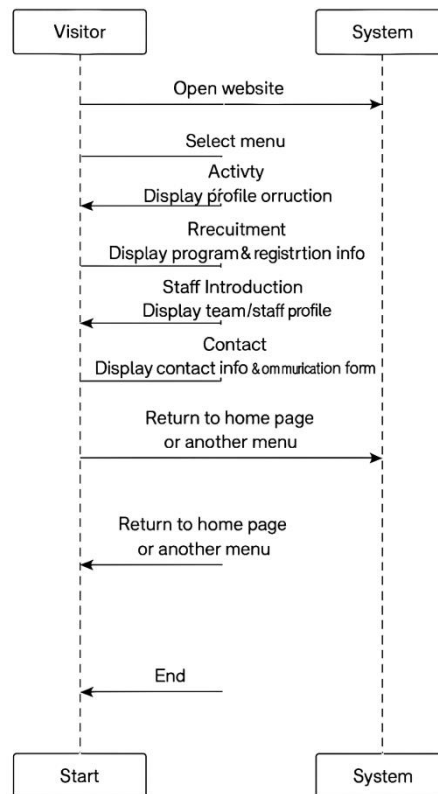 Visitor
System
Open website
Select menu
Activty
Display profile orruction
Rrecuitment
Display program & registrtion info
Staff Introduction
Display team/staff profile
Contact
Display contact info & ommurication form
Return to home page
or another menu
Return to home page
or another menu
End
Start
System